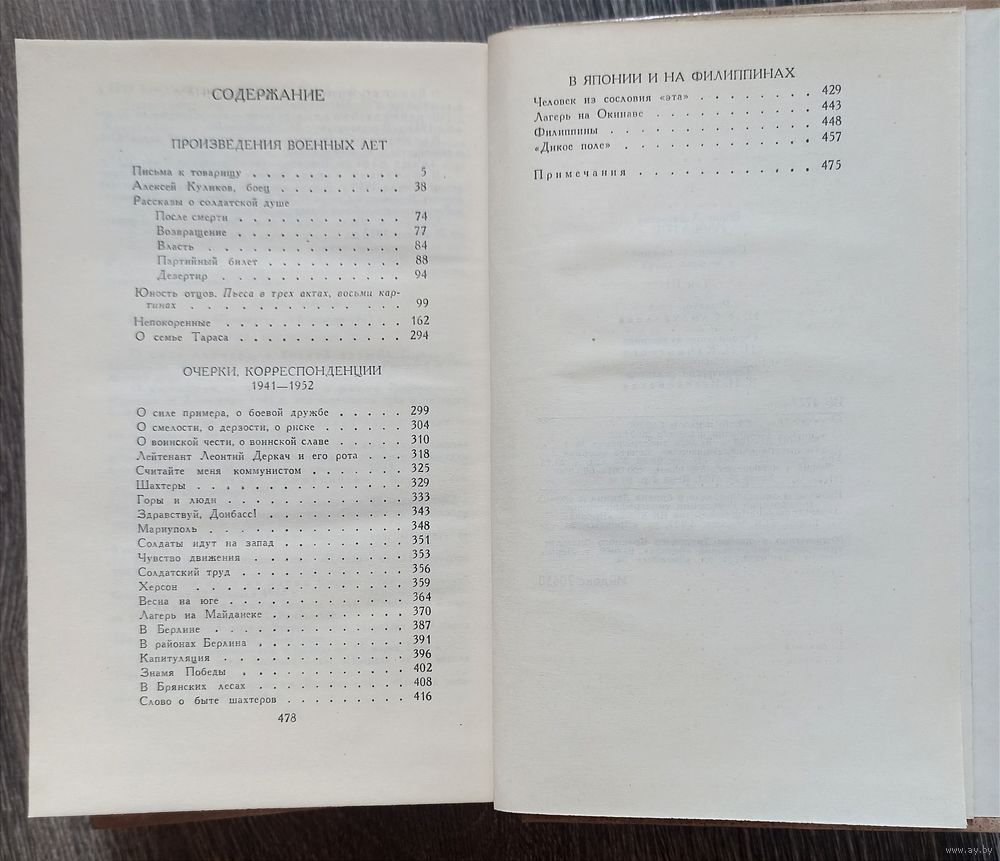 СОДЕРЖАНИЕ
ПРОИЗВЕДЕНИЯ ВОЕННЫХ ЛЕТ
Письма к товарищу . . . . . . . . . . 5
Алексей Куликов, боец . . . . . . . . 38
Рассказы о солдатской душе
После смерти . . . . . . . . . . . 74
Возвращение . . . . . . . . . . . 77
Власть . . . . . . . . . . . . . 84
Партийный билет . . . . . . . . . 88
Дезертир . . . . . . . . . . . . 94
Юность отцов. Пьеса в трех актах, восьми кар-
тинах . . . . . . . . . . . . . . 99
Непокоренные . . . . . . . . . . . . 162
О семье Тараса . . . . . . . . . . . 294
ОЧЕРКИ, КОРРЕСПОНДЕНЦИИ
1941—1952
О силе примера, о боевой дружбе . . . . . 299
О смелости, о дерзости, о риске . . . . . . 304
О воинской чести, о воинской славе . . . . . 310
Лейтенант Леонтий Деркач и его рота . . . 318
Считайте меня коммунистом . . . . . . . 325
Шахтеры . . . . . . . . . . . . . . 329
Горы и люди . . . . . . . . . . . . 333
Здравствуй, Донбасс! . . . . . . . . . . 343
Мариуполь . . . . . . . . . . . . . 348
Солдаты идут на запад . . . . . . . . . 351
Чувство движения . . . . . . . . . . . 353
Солдатский труд . . . . . . . . . . . 356
Херсон . . . . . . . . . . . . . . 359
Весна на юге . . . . . . . . . . . . 364
Лагерь на Майданеке . . . . . . . . . . 370
В Берлине . . . . . . . . . . . . . 387
В районах Берлина . . . . . . . . . . 391
Капитуляция . . . . . . . . . . . . 396
Знамя Победы . . . . . . . . . . . . 402
В Брянских лесах . . . . . . . . . . . 408
Слово о быте шахтеров . . . . . . . . . 416
478
В ЯПОНИИ И НА ФИЛИППИНАХ
Человек из сословия «эта» . . . . . . . . 429
Лагерь на Окинаве . . . . . . . . . . 443
Филиппины . . . . . . . . . . . . . 448
«Дикое поле» . . . . . . . . . . . . 457
Примечания . . . . . . . . . . . . 475
www.ay.by